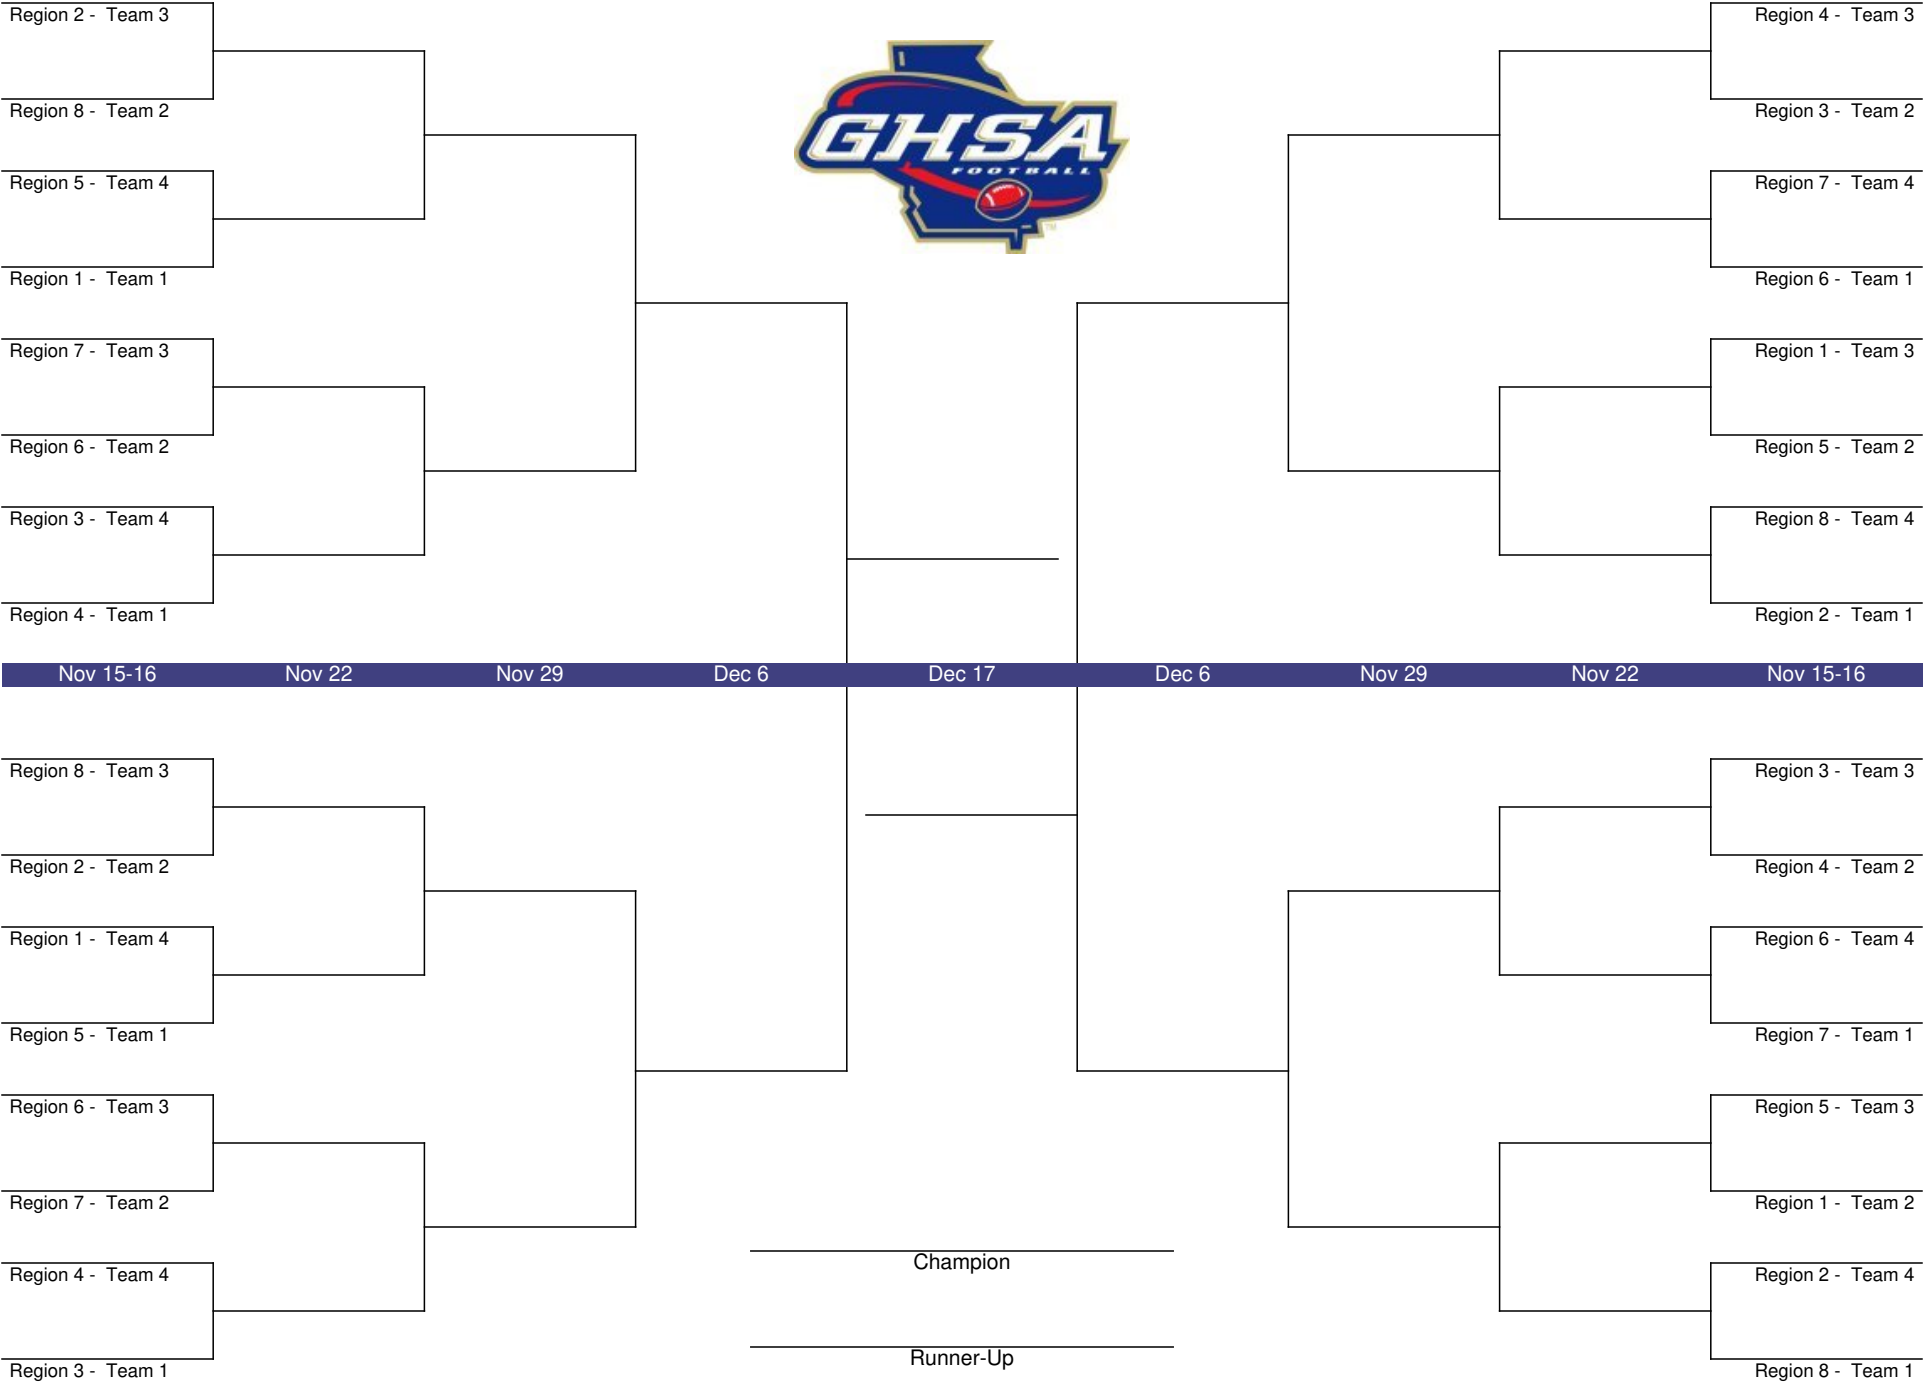 Region 2 - Team 3
Region 8 - Team 2
Region 5 - Team 4
Region 1 - Team 1
Region 7 - Team 3
Region 6 - Team 2
Region 3 - Team 4
Region 4 - Team 1
GHSA
FOOTBALL
TM
Region 4 - Team 3
Region 3 - Team 2
Region 7 - Team 4
Region 6 - Team 1
Region 1 - Team 3
Region 5 - Team 2
Region 8 - Team 4
Region 2 - Team 1
Nov 15-16 Nov 22 Nov 29 Dec 6 Dec 17 Dec 6 Nov 29 Nov 22 Nov 15-16
Region 8 - Team 3
Region 2 - Team 2
Region 1 - Team 4
Region 5 - Team 1
Region 6 - Team 3
Region 7 - Team 2
Region 4 - Team 4
Region 3 - Team 1
Champion
Runner-Up
Region 3 - Team 3
Region 4 - Team 2
Region 6 - Team 4
Region 7 - Team 1
Region 5 - Team 3
Region 1 - Team 2
Region 2 - Team 4
Region 8 - Team 1